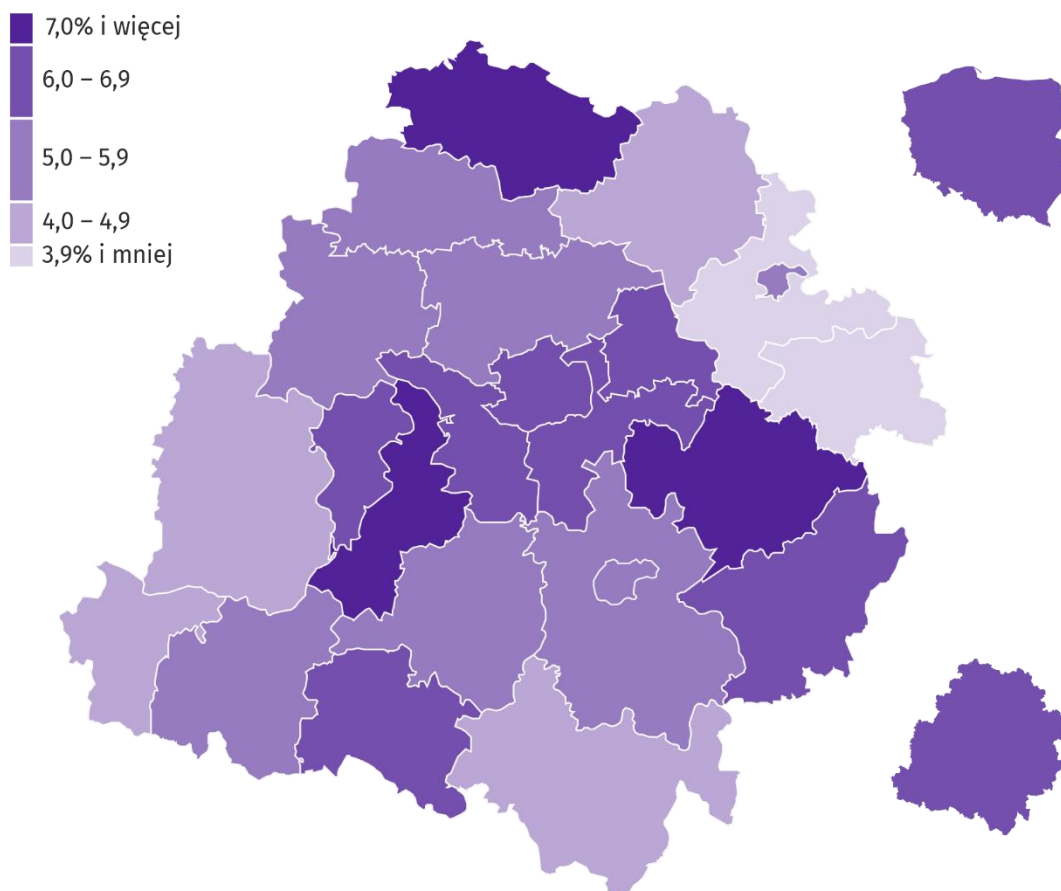 7,0% i więcej
6,0 – 6,9
5,0 – 5,9
4,0 – 4,9
3,9% i mniej